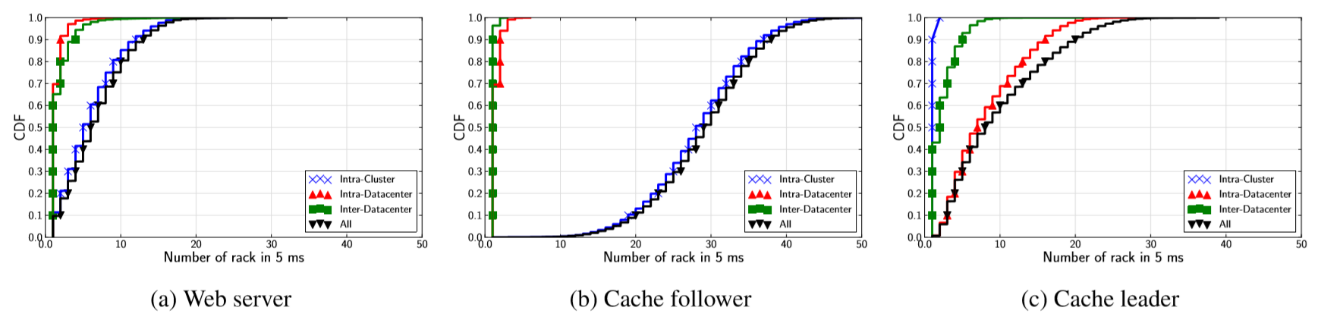 1.0
0.9
0.8
0.7
0.6
0.5
0.4
0.3
0.2
0.1
0.0
CDF
0.0 10 20 30 40 50
Number of rack in 5 ms
Intra-Cluster
Intra-Datacenter
Inter-Datacenter
All
(a) Web server
1.0
0.9
0.8
0.7
0.6
0.5
0.4
0.3
0.2
0.1
0.0
CDF
0.0 10 20 30 40 50
Number of rack in 5 ms
Intra-Cluster
Intra-Datacenter
Inter-Datacenter
All
(b) Cache follower
1.0
0.9
0.8
0.7
0.6
0.5
0.4
0.3
0.2
0.1
0.0
CDF
0.0 10 20 30 40 50
Number of rack in 5 ms
Intra-Cluster
Intra-Datacenter
Inter-Datacenter
All
(c) Cache leader